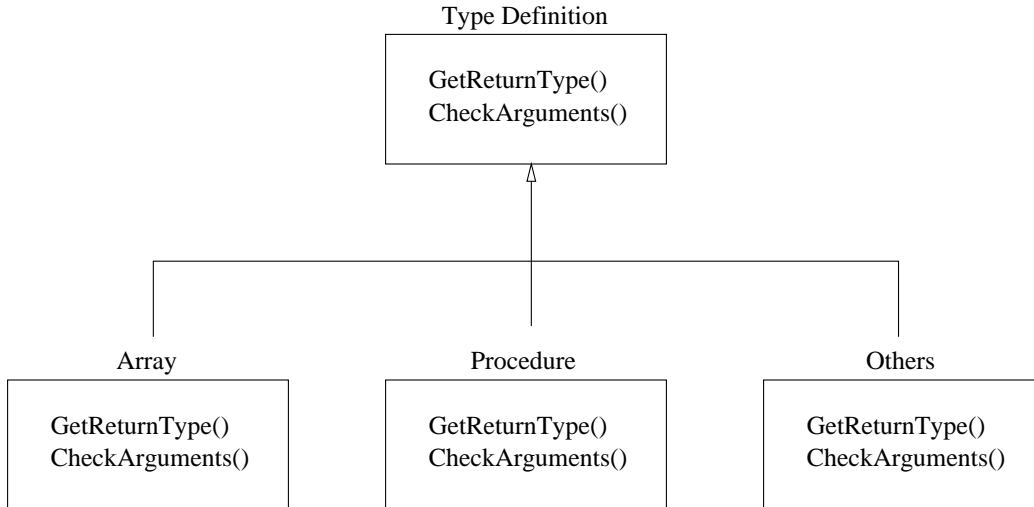 Type Definition
GetReturnType()
CheckArguments()
Array
GetReturnType()
CheckArguments()
Procedure
GetReturnType()
CheckArguments()
Others
GetReturnType()
CheckArguments()